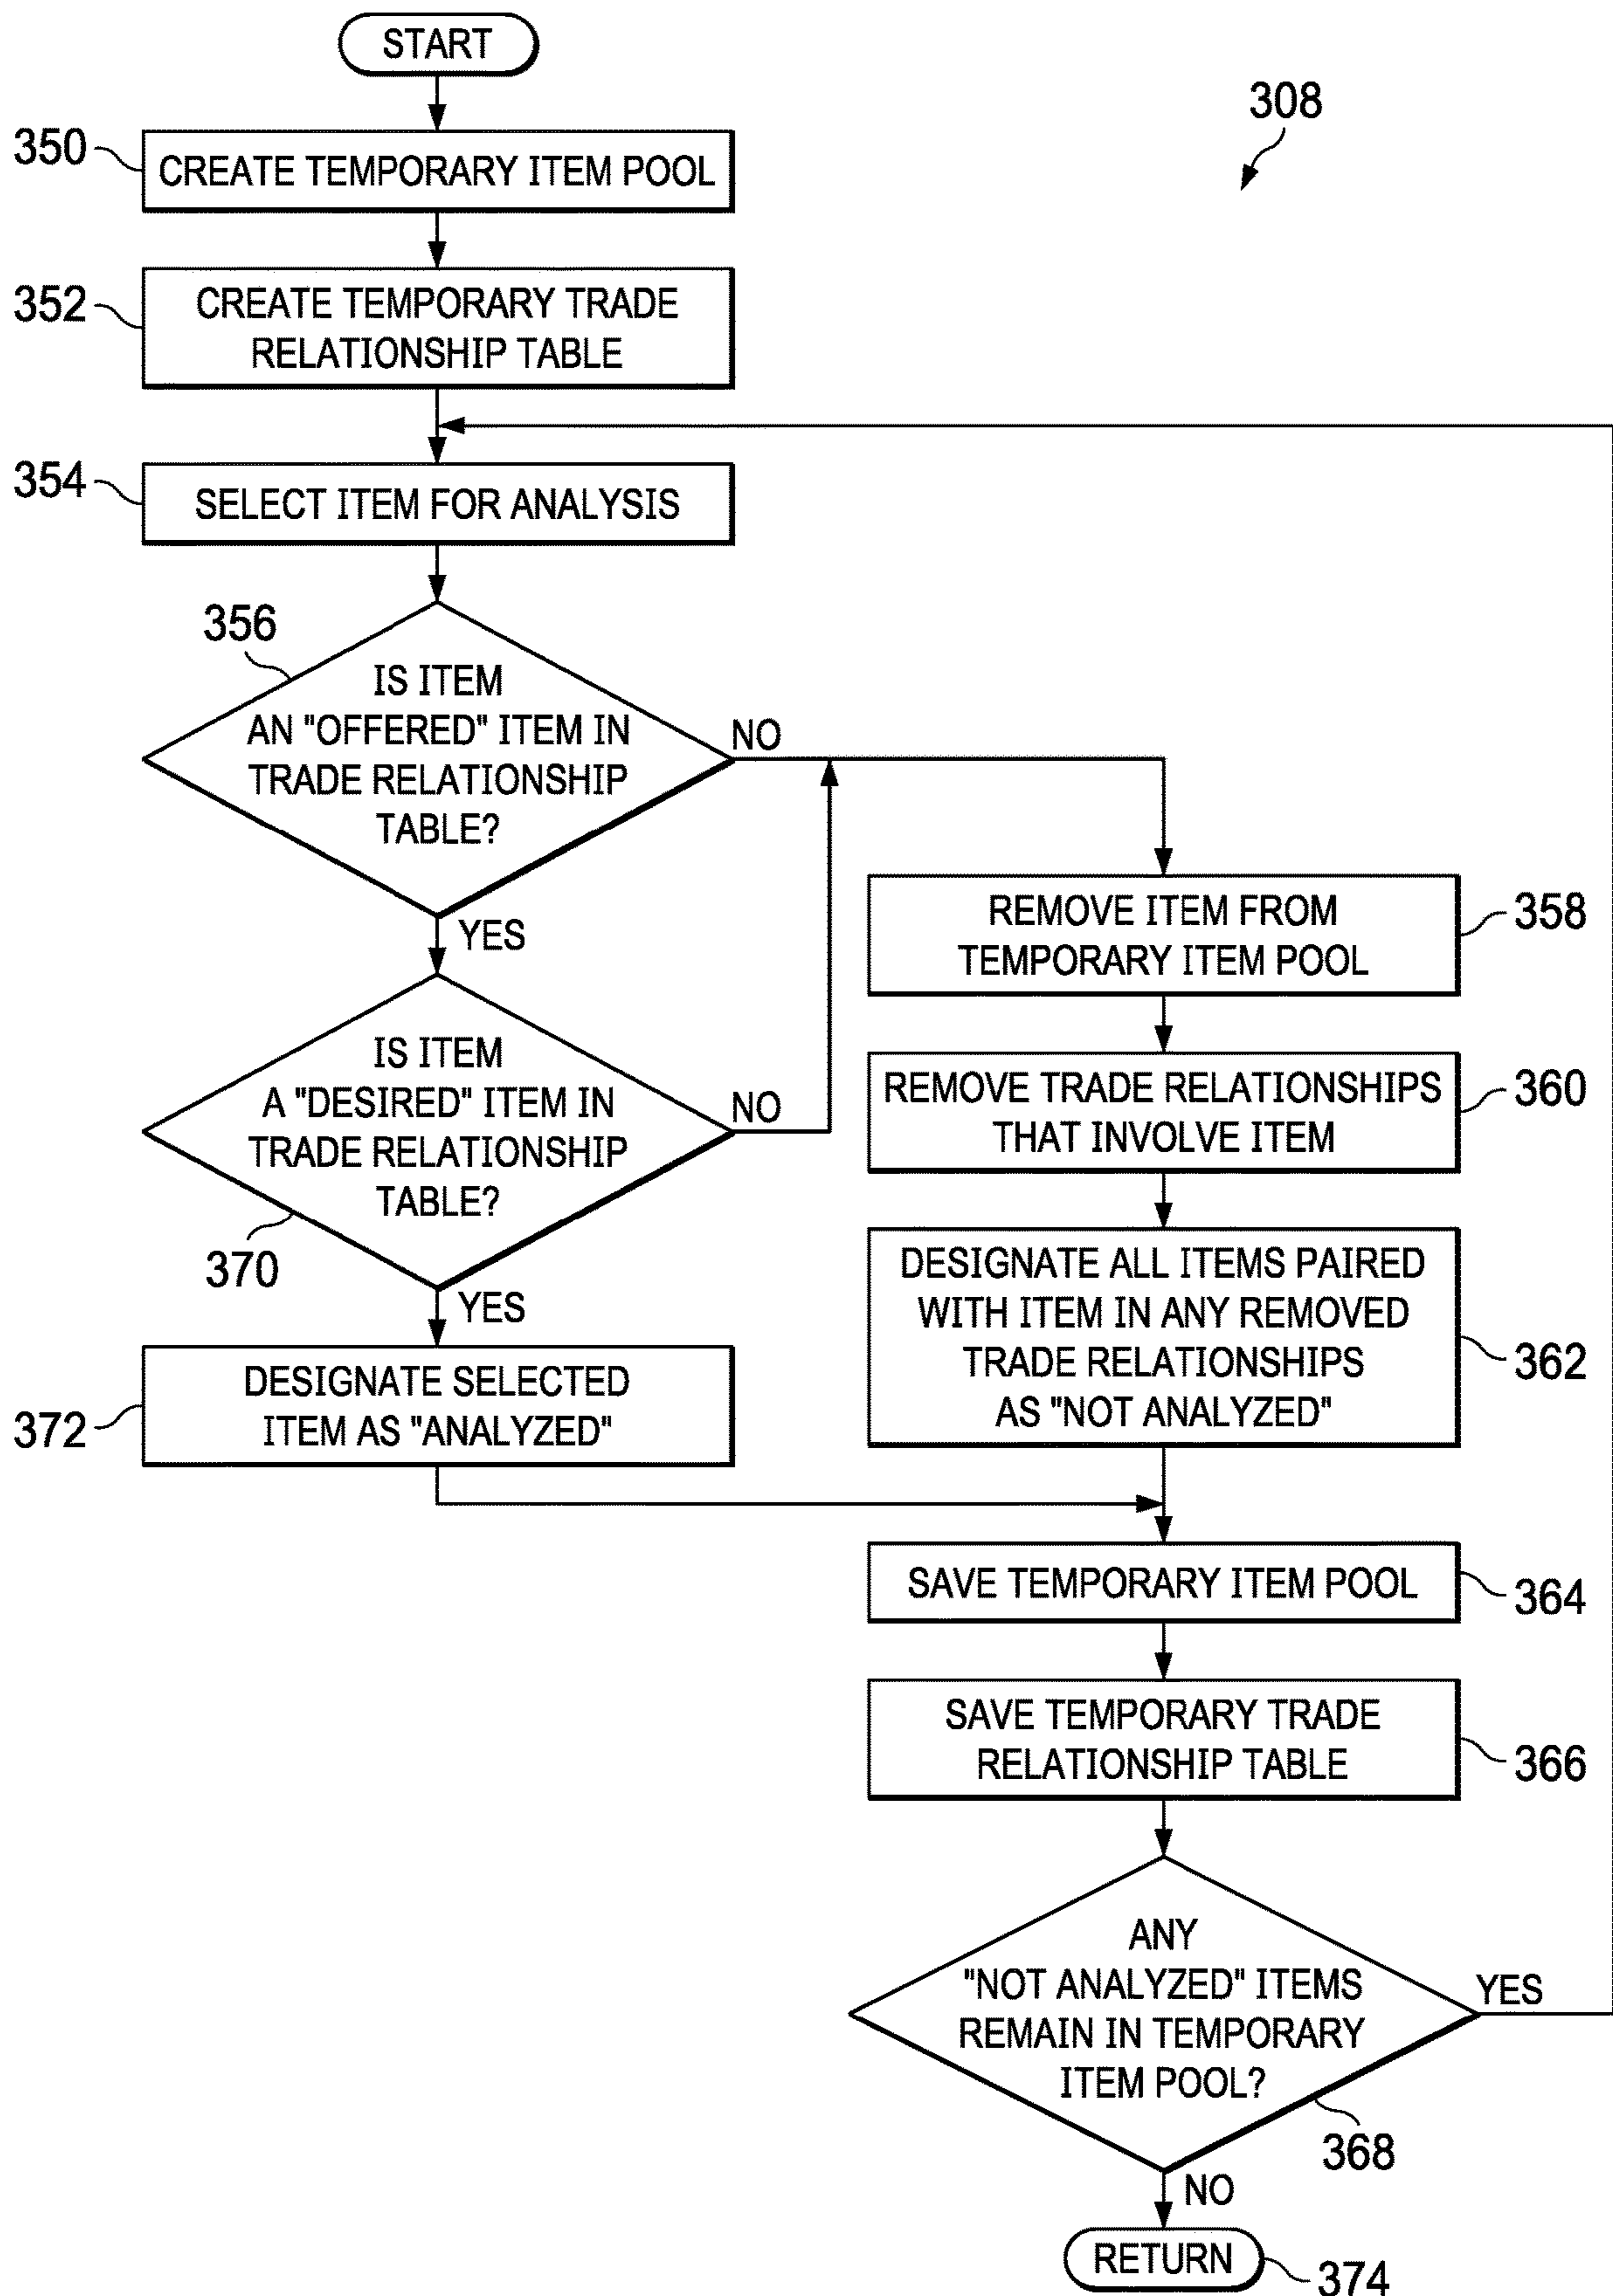 START
308
350
CREATE TEMPORARY ITEM POOL
352
CREATE TEMPORARY TRADE
RELATIONSHIP TABLE
354
SELECT ITEM FOR ANALYSIS
356
IS ITEM
AN "OFFERED" ITEM IN
TRADE RELATIONSHIP
TABLE?
NO
YES
358
REMOVE ITEM FROM
TEMPORARY ITEM POOL
IS ITEM
A "DESIRED" ITEM IN
TRADE RELATIONSHIP
TABLE?
NO
370
YES
360
REMOVE TRADE RELATIONSHIPS
THAT INVOLVE ITEM
DESIGNATE ALL ITEMS PAIRED
WITH ITEM IN ANY REMOVED
TRADE RELATIONSHIPS
AS "NOT ANALYZED"
362
372
DESIGNATE SELECTED
ITEM AS "ANALYZED"
SAVE TEMPORARY ITEM POOL
364
SAVE TEMPORARY TRADE
RELATIONSHIP TABLE
366
ANY
"NOT ANALYZED" ITEMS
REMAIN IN TEMPORARY
ITEM POOL?
YES
368
NO
RETURN
374